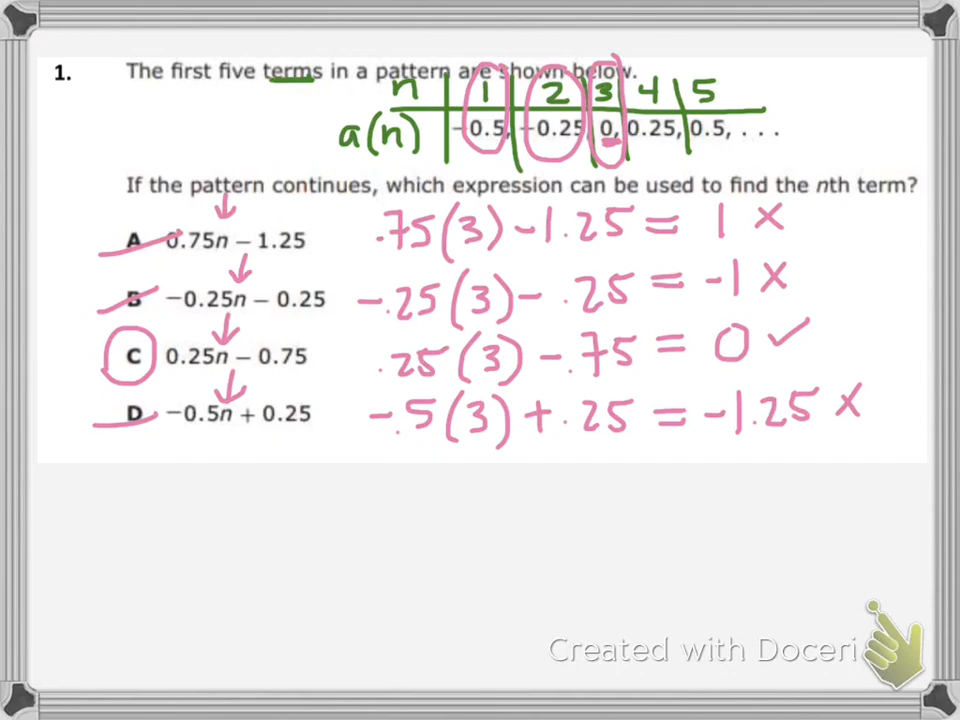 1. The first five terms in a pattern are shown below.
n 1 2 3 4 5
a(n) -0.5, -0.25, 0, 0.25, 0.5, . . .
If the pattern continues, which expression can be used to find the nth term?
A 0.75n – 1.25 .75(3) -1.25 = 1 x
B −0.25n – 0.25 -.25(3) - .25 = -1 x
C 0.25n – 0.75 .25(3) -.75 = 0 ✓
D −0.5n + 0.25 -.5(3) + .25 = -1.25 x
Created with Doceri